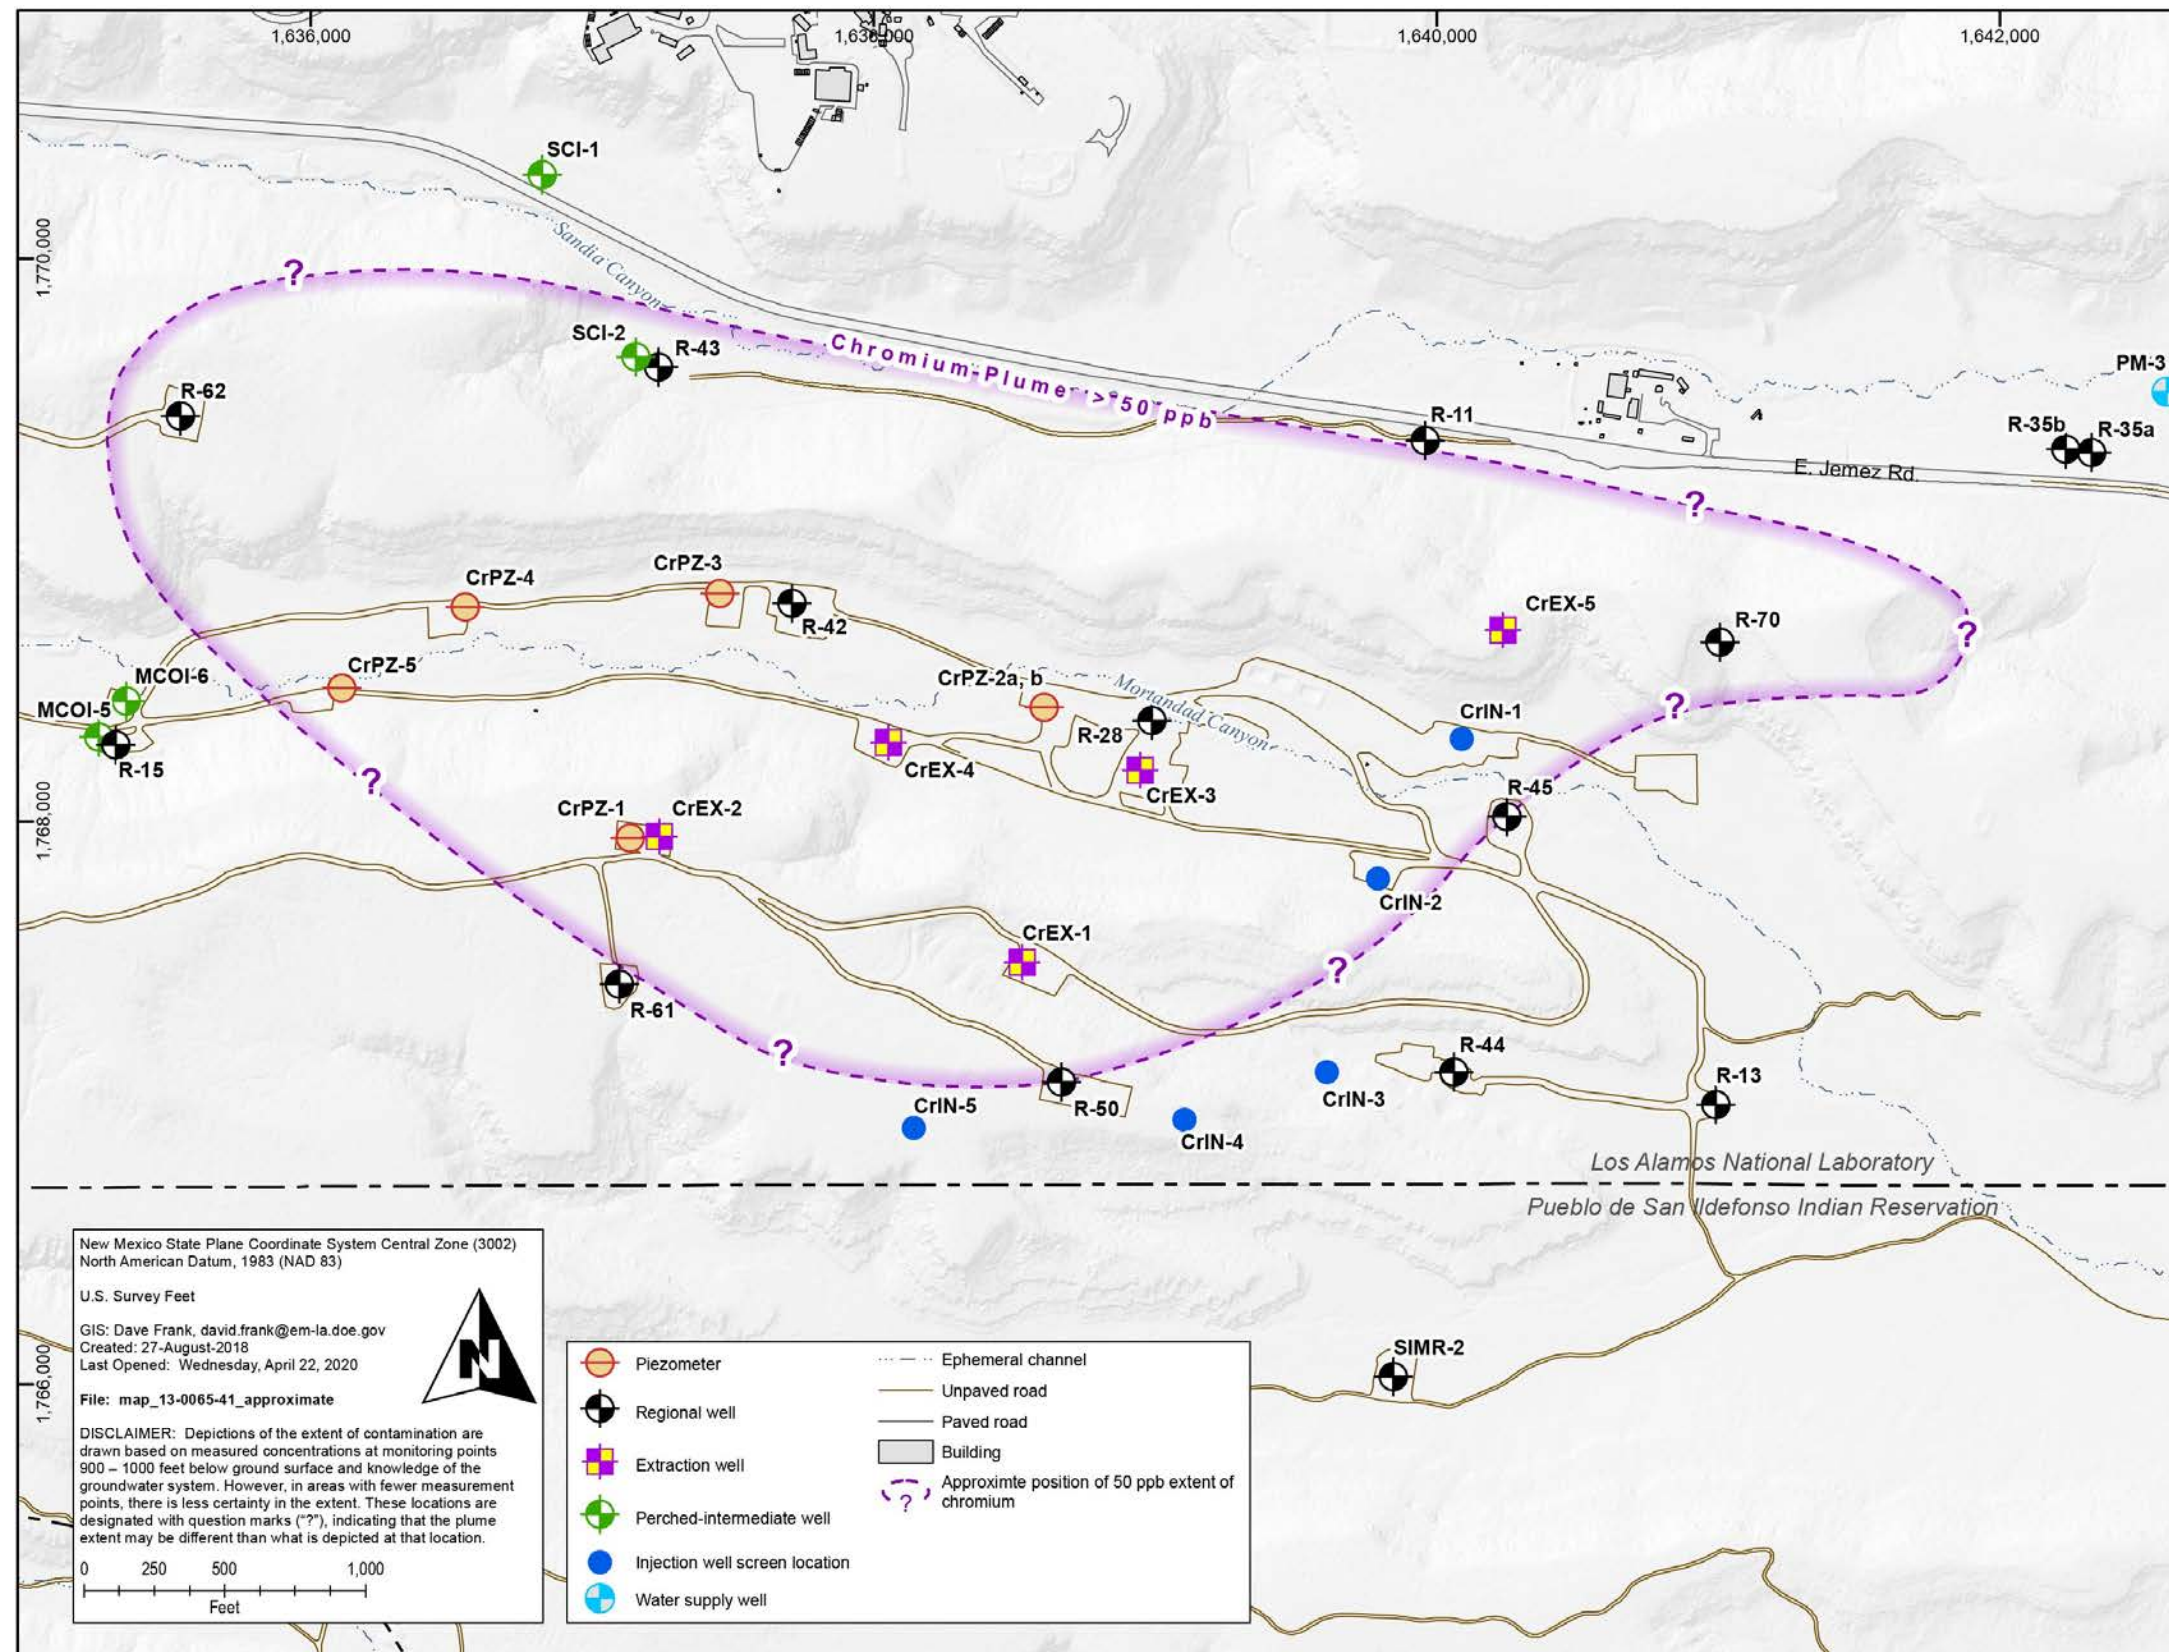 1,636,000
1,638,000
1,640,000
1,642,000
1,770,000
1,768,000
1,766,000
SCI-1
Sandia Canyon
?
SCI-2
R-43
Chromium Plume > 50 ppb
PM-3
R-62
R-11
R-35b
R-35a
E. Jemez Rd.
?
CrPZ-4
CrPZ-3
R-42
CrEX-5
R-70
?
MCOI-6
CrPZ-5
CrPZ-2a, b
Mortandad Canyon
?
MCOI-5
R-15
R-28
CrIN-1
CrEX-4
?
CrEX-3
R-45
CrPZ-1
CrEX-2
CrIN-2
CrEX-1
?
R-61
?
R-44
CrIN-5
R-50
CrIN-3
R-13
CrIN-4
Los Alamos National Laboratory
Pueblo de San Ildefonso Indian Reservation
SIMR-2
New Mexico State Plane Coordinate System Central Zone (3002)
North American Datum, 1983 (NAD 83)
U.S. Survey Feet
GIS: Dave Frank, david.frank@em-la.doe.gov
Created: 27-August-2018
Last Opened: Wednesday, April 22, 2020
File: map_13-0065-41_approximate
N
DISCLAIMER: Depictions of the extent of contamination are
drawn based on measured concentrations at monitoring points
900 – 1000 feet below ground surface and knowledge of the
groundwater system. However, in areas with fewer measurement
points, there is less certainty in the extent. These locations are
designated with question marks (“?”), indicating that the plume
extent may be different than what is depicted at that location.
0 250 500 1,000
Feet
Piezometer
Regional well
Extraction well
Perched-intermediate well
Injection well screen location
Water supply well
Ephemeral channel
Unpaved road
Paved road
Building
?
Approximte position of 50 ppb extent of
chromium